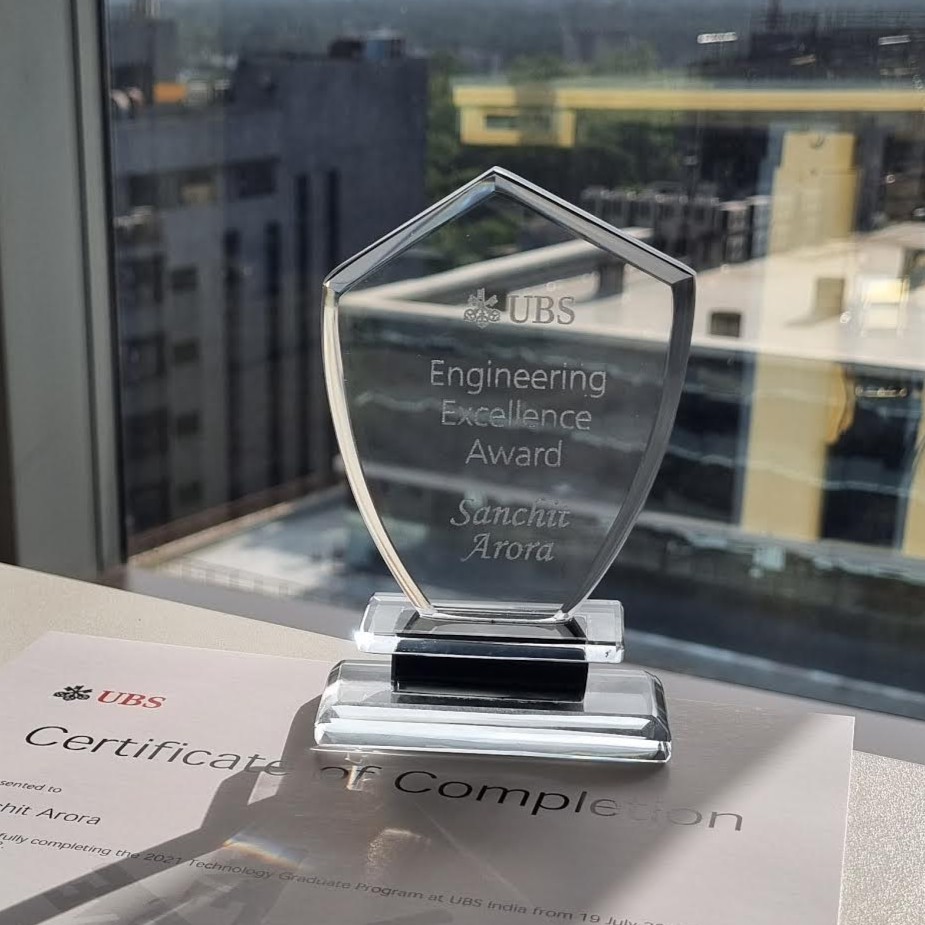 UBS
Engineering
Excellence
Award
Sanchit
Arora
UBS
Certificate of Completion
sented to
hit Arora
fully completing the 2021 Technology Graduate Program at UBS India from 19 July